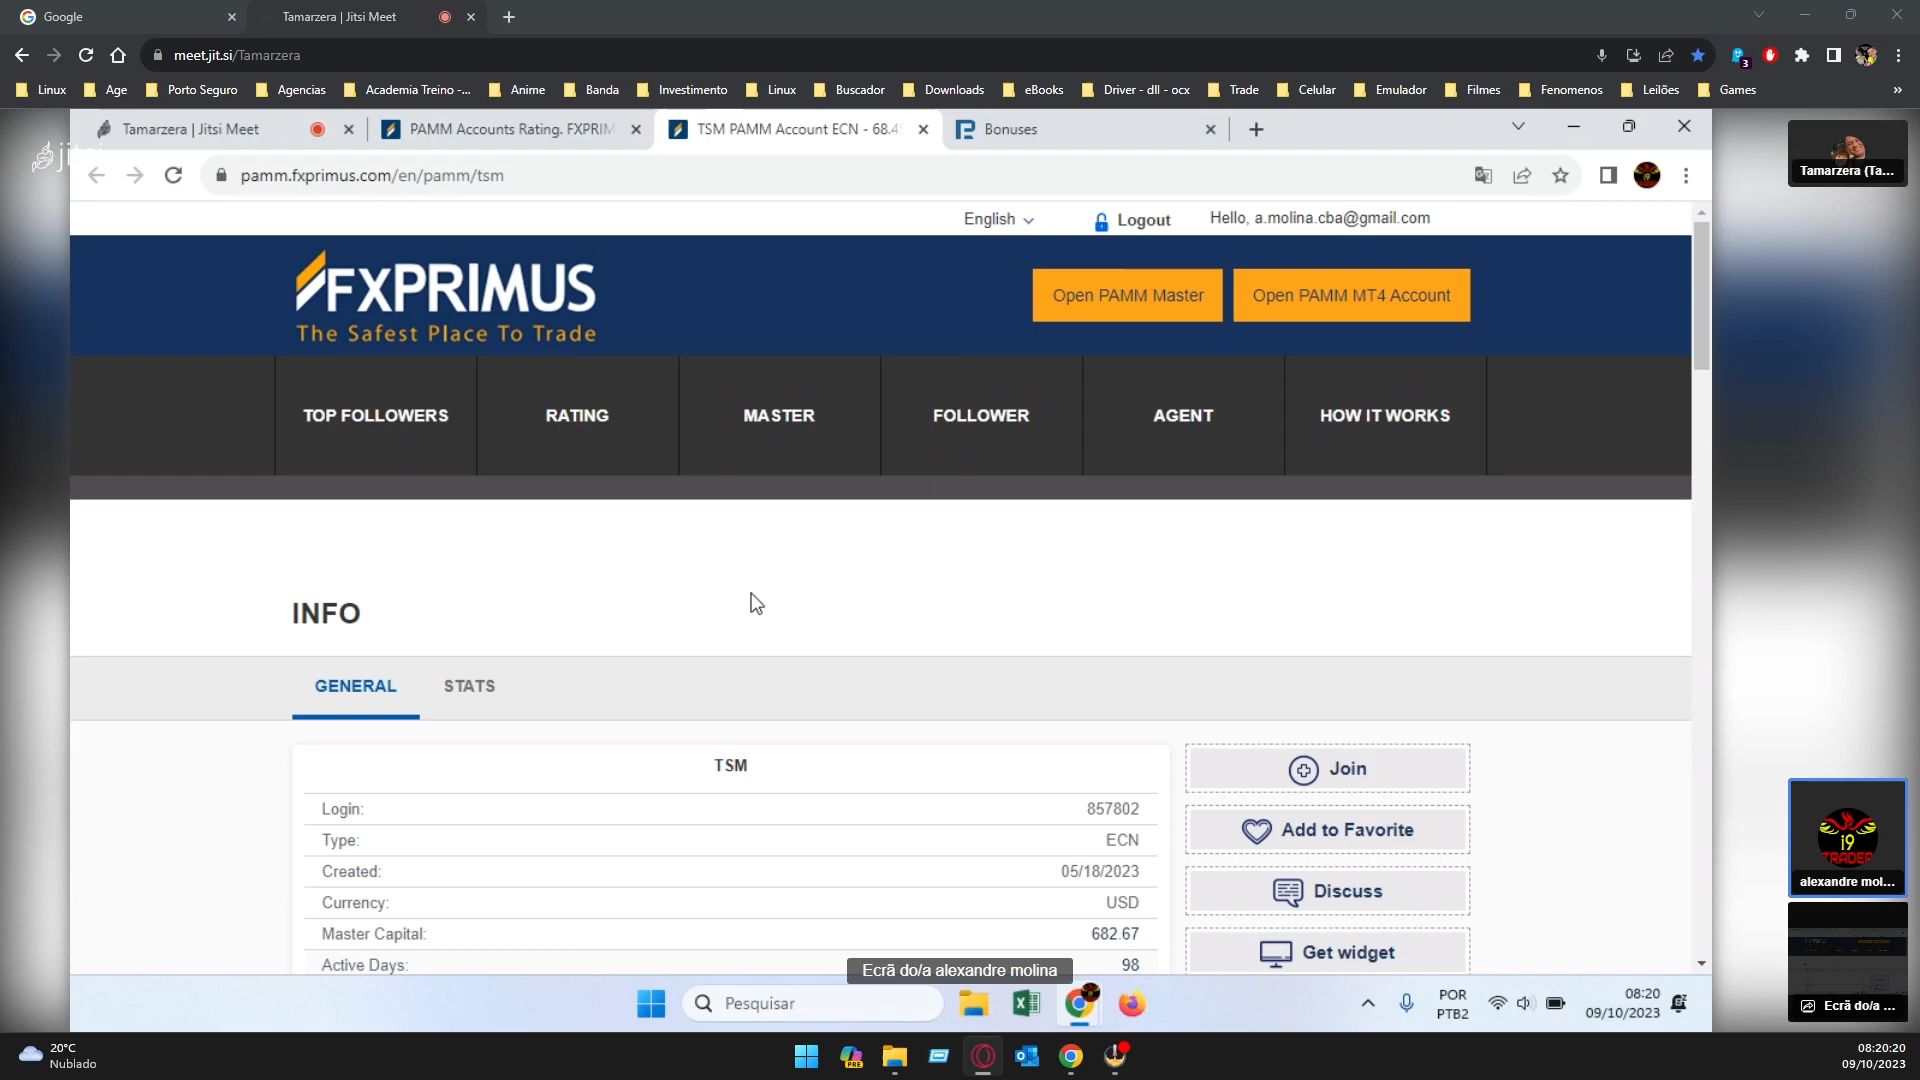 Google
Tamarzera | Jitsi Meet
meet.jit.si/Tamarzera
3
Linux
Age
Porto Seguro
Agencias
Academia Treino -...
Anime
Banda
Investimento
Linux
Buscador
Downloads
eBooks
Driver - dll - ocx
Trade
Celular
Emulador
Filmes
Fenomenos
Leilões
Games
»
Tamarzera | Jitsi Meet
PAMM Accounts Rating. FXPRIM
TSM PAMM Account ECN - 68.45
Bonuses
pamm.fxprimus.com/en/pamm/tsm
Tamarzera (Ta...
English
Logout
Hello, a.molina.cba@gmail.com
FXPRIMUS
The Safest Place To Trade
Open PAMM Master
Open PAMM MT4 Account
TOP FOLLOWERS
RATING
MASTER
FOLLOWER
AGENT
HOW IT WORKS
INFO
GENERAL
STATS
TSM
Login: 857802
Type: ECN
Created: 05/18/2023
Currency: USD
Master Capital: 682.67
Active Days: 98
Join
Add to Favorite
Discuss
Get widget
i9
TRADER
alexandre mol...
Ecrã do/a ...
Ecrã do/a alexandre molina
Pesquisar
POR
PTB2
08:20
09/10/2023
20°C
Nublado
PRE
08:20:20
09/10/2023